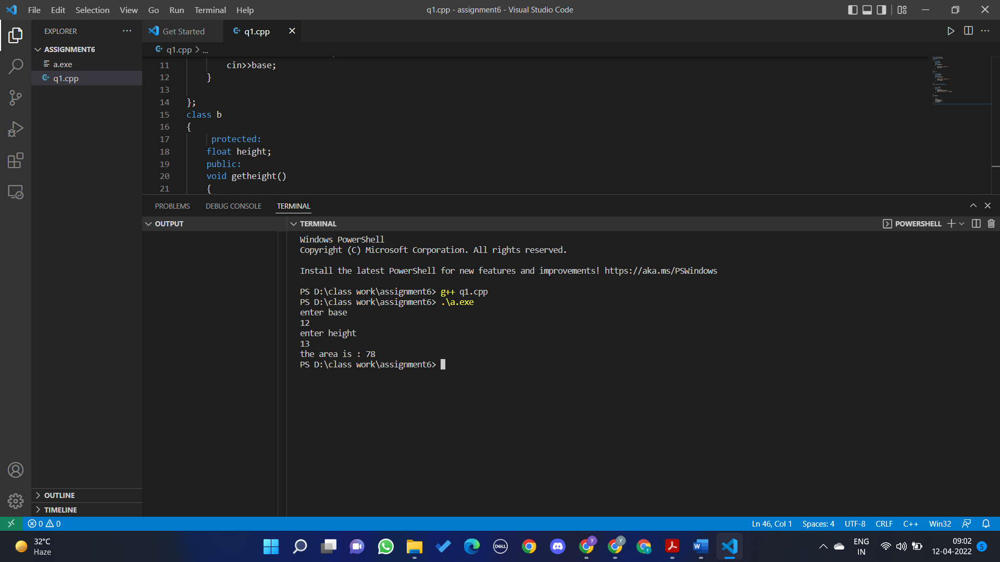 File Edit Selection View Go Run Terminal Help
q1.cpp - assignment6 - Visual Studio Code
EXPLORER
Get Started
q1.cpp
ASSIGNMENT6
a.exe
q1.cpp
q1.cpp > ...
11 cin>>base;
12 }
13
14 };
15 class b
16 {
17 protected:
18 float height;
19 public:
20 void getheight()
21 {
PROBLEMS DEBUG CONSOLE TERMINAL
OUTPUT
TERMINAL
POWERSHELL
Windows PowerShell
Copyright (C) Microsoft Corporation. All rights reserved.
Install the latest PowerShell for new features and improvements! https://aka.ms/PSWindows
PS D:\class work\assignment6> g++ q1.cpp
PS D:\class work\assignment6> .\a.exe
enter base
12
enter height
13
the area is : 78
PS D:\class work\assignment6>
OUTLINE
TIMELINE
0 0
Ln 46, Col 1 Spaces: 4 UTF-8 CRLF C++ Win32
32°C
Haze
DELL
y
Y
y
W
ENG
IN
09:02
12-04-2022
5